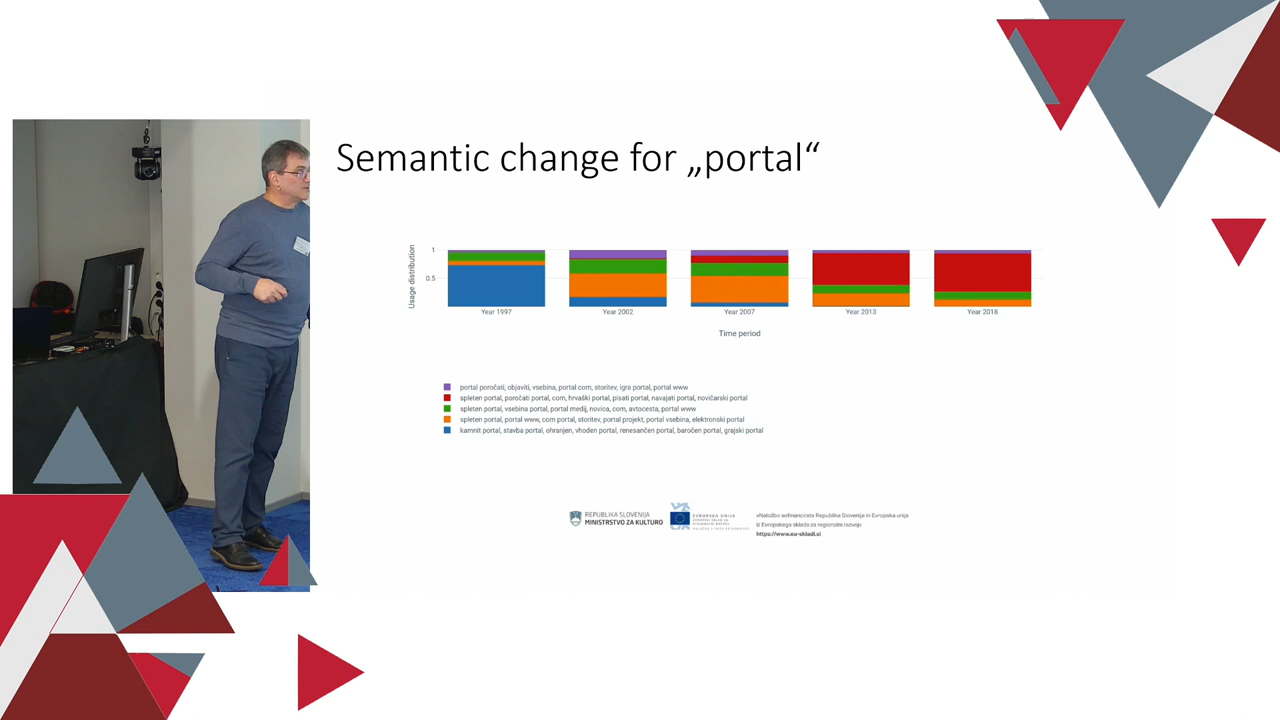 Semantic change for „portal“
Usage distribution
1
0.5
Year 1997
Year 2002
Year 2007
Year 2013
Year 2018
Time period
portal poročati, objaviti, vsebina, portal com, storitev, igra portal, portal www
spleten portal, poročati portal, com, hrvaški portal, pisati portal, navajati portal, novičarski portal
spleten portal, vsebina portal, portal medij, novica, com, avtocesta, portal www
spleten portal, portal www, com portal, storitev, portal projekt, portal vsebina, elektronski portal
kamnit portal, stavba portal, ohranjen, vhoden portal, renesančen portal, baročen portal, grajski portal
REPUBLIKA SLOVENIJA
MINISTRSTVO ZA KULTURO
EVROPSKA UNIJA
»Naložbo sofinancirata Republika Slovenija in Evropska unija
iz Evropskega sklada za regionalni razvoj«
https://www.eu-skladi.si